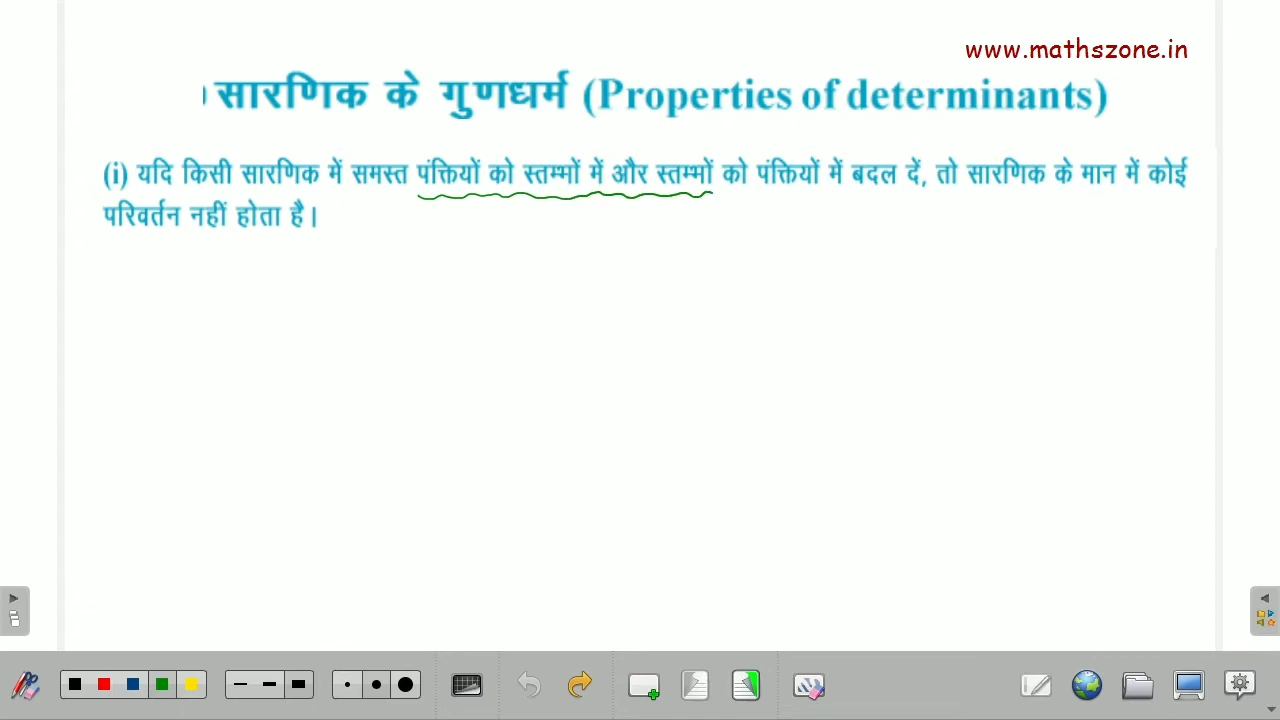 www.mathszone.in
सारणिक के गुणधर्म (Properties of determinants)
(i) यदि किसी सारणिक में समस्त पंक्तियों को स्तम्भों में और स्तम्भों को पंक्तियों में बदल दें, तो सारणिक के मान में कोई
परिवर्तन नहीं होता है।